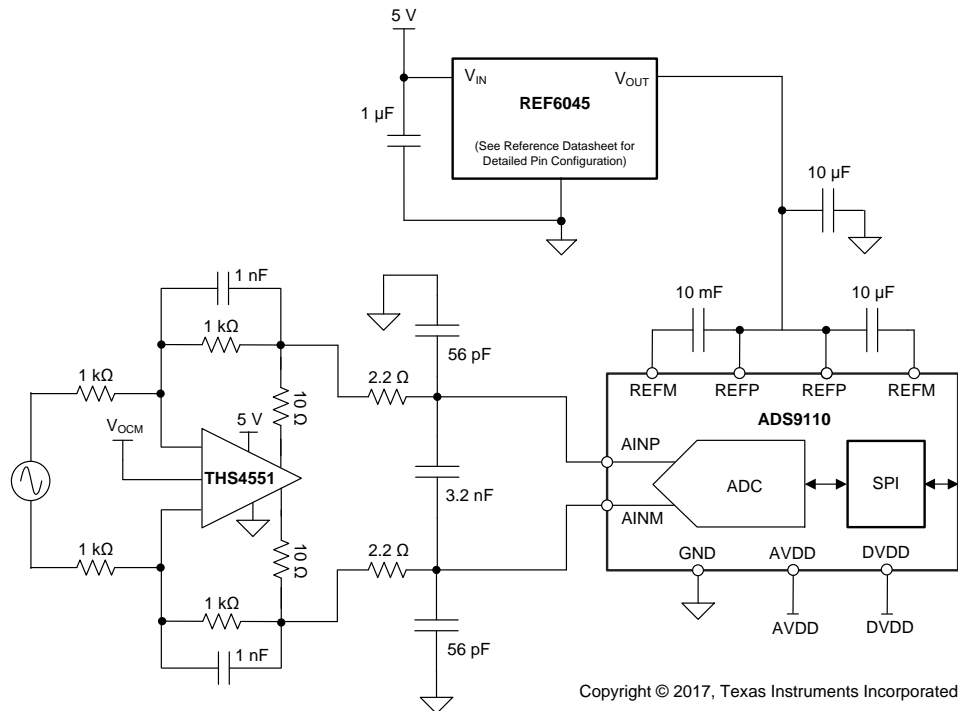 5 V
V_IN
V_OUT
REF6045
1 µF
(See Reference Datasheet for
Detailed Pin Configuration)
10 µF
1 nF
10 mF
10 µF
1 kΩ
56 pF
1 kΩ
2.2 Ω
REFM
REFP
REFP
REFM
10 Ω
ADS9110
V_OCM
5 V
AINP
THS4551
3.2 nF
ADC
SPI
AINM
1 kΩ
2.2 Ω
10 Ω
GND
AVDD
DVDD
1 kΩ
1 nF
56 pF
AVDD
DVDD
Copyright © 2017, Texas Instruments Incorporated